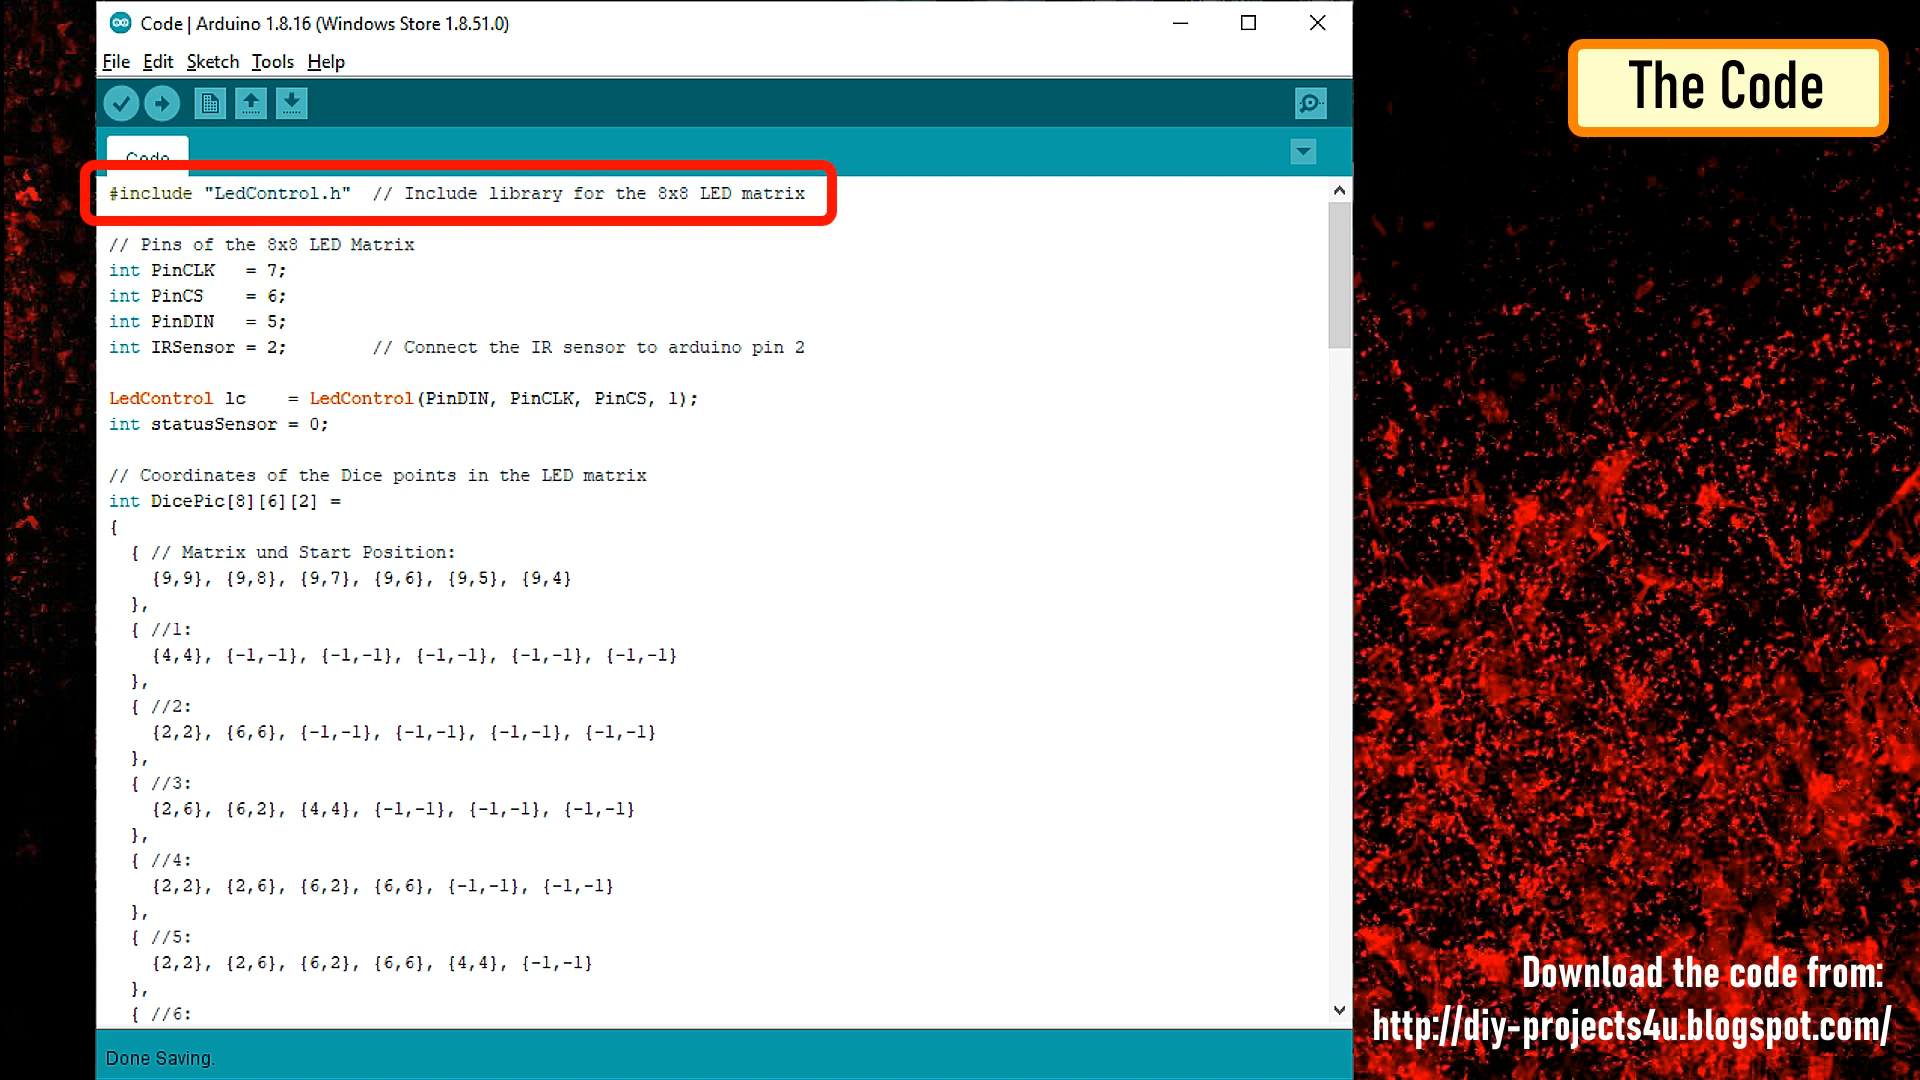 Code | Arduino 1.8.16 (Windows Store 1.8.51.0)
File Edit Sketch Tools Help
The Code
Code
#include "LedControl.h"  // Include library for the 8x8 LED matrix
// Pins of the 8x8 LED Matrix
int PinCLK   = 7;
int PinCS    = 6;
int PinDIN   = 5;
int IRSensor = 2;        // Connect the IR sensor to arduino pin 2
LedControl lc    = LedControl(PinDIN, PinCLK, PinCS, 1);
int statusSensor = 0;
// Coordinates of the Dice points in the LED matrix
int DicePic[8][6][2] =
{
  { // Matrix und Start Position:
    {9,9}, {9,8}, {9,7}, {9,6}, {9,5}, {9,4}
  },
  { //1:
    {4,4}, {-1,-1}, {-1,-1}, {-1,-1}, {-1,-1}, {-1,-1}
  },
  { //2:
    {2,2}, {6,6}, {-1,-1}, {-1,-1}, {-1,-1}, {-1,-1}
  },
  { //3:
    {2,6}, {6,2}, {4,4}, {-1,-1}, {-1,-1}, {-1,-1}
  },
  { //4:
    {2,2}, {2,6}, {6,2}, {6,6}, {-1,-1}, {-1,-1}
  },
  { //5:
    {2,2}, {2,6}, {6,2}, {6,6}, {4,4}, {-1,-1}
  },
  { //6:
Done Saving.
Download the code from:
http://diy-projects4u.blogspot.com/